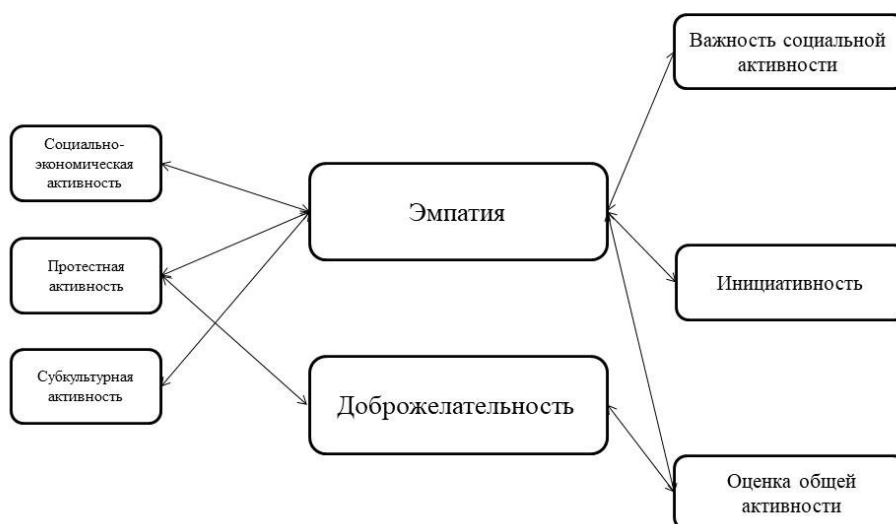 Важность социальной
активности
Социально-
экономическая
активность
Эмпатия
Протестная
активность
Инициативность
Субкультурная
активность
Доброжелательность
Оценка общей
активности